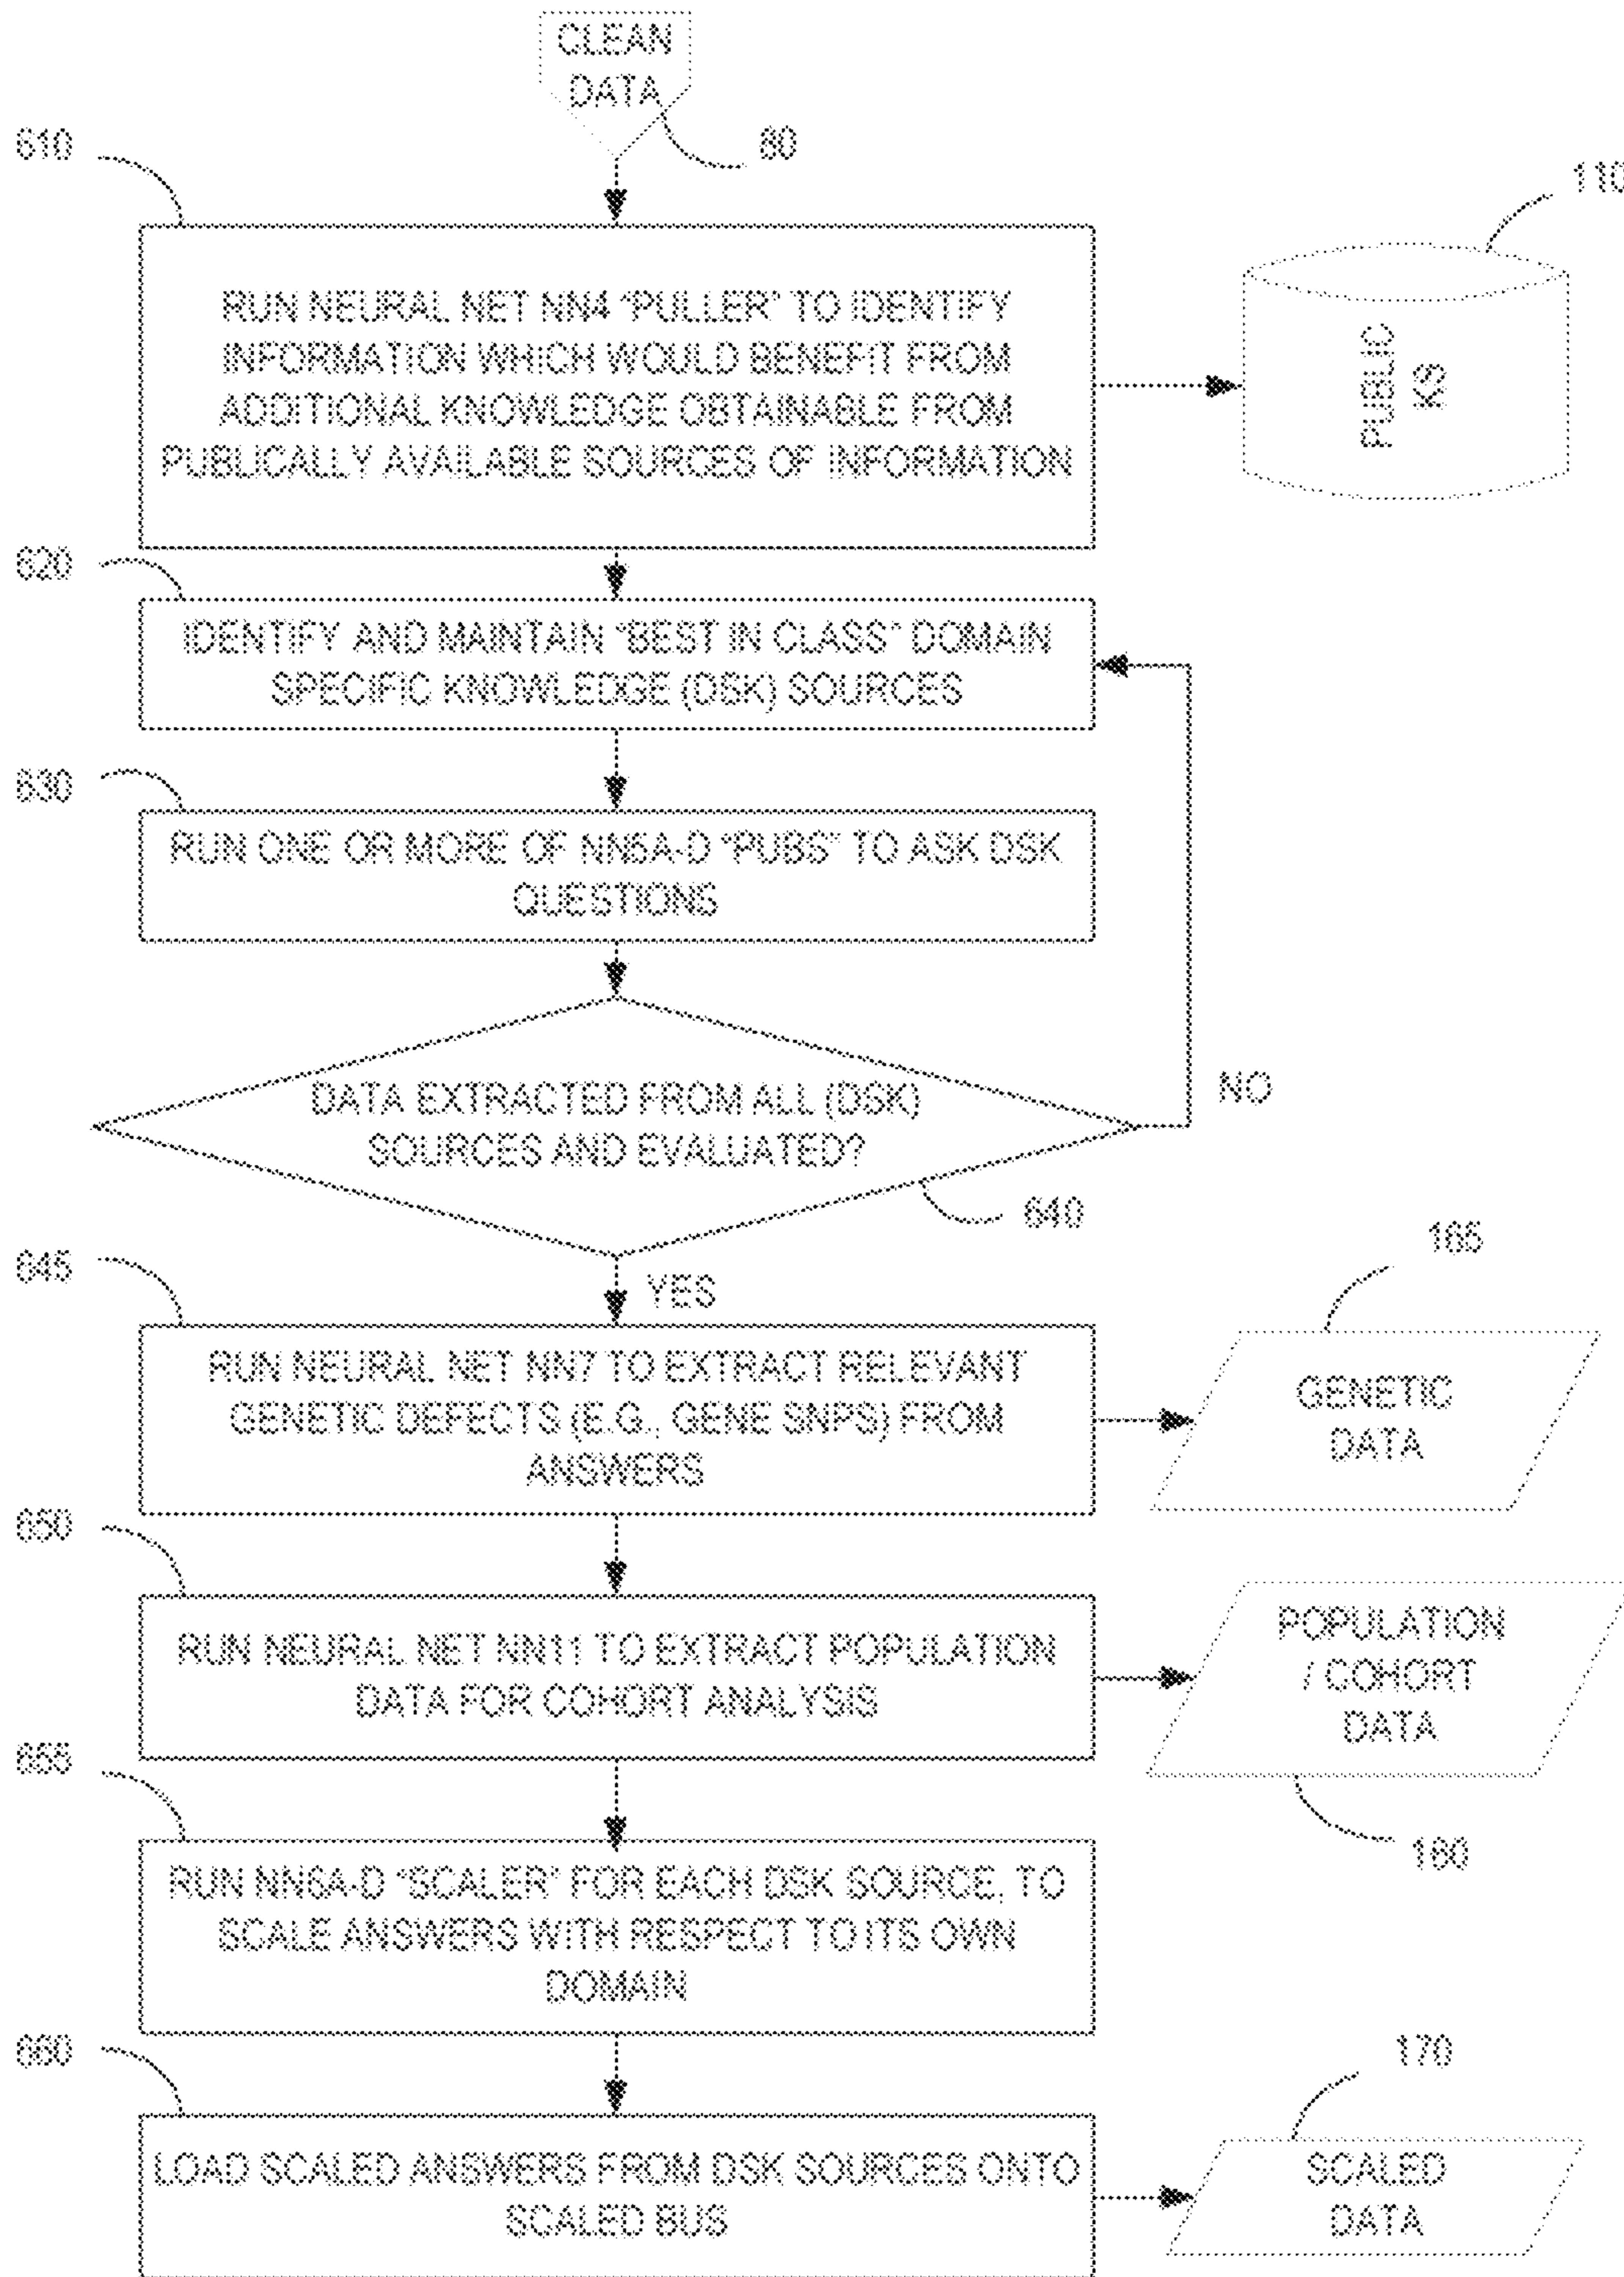 CLEAN
DATA
610
80
110
RUN NEURAL NET NN4 "PULLER" TO IDENTIFY
INFORMATION WHICH WOULD BENEFIT FROM
ADDITIONAL KNOWLEDGE OBTAINABLE FROM
PUBLICALLY AVAILABLE SOURCES OF INFORMATION
PUBLIC
KS
620
IDENTIFY AND MAINTAIN "BEST IN CLASS" DOMAIN
SPECIFIC KNOWLEDGE (DSK) SOURCES
630
RUN ONE OR MORE OF NN5A-D "PUBS" TO ASK DSK
QUESTIONS
DATA EXTRACTED FROM ALL (DSK)
SOURCES AND EVALUATED?
NO
640
645
YES
165
RUN NEURAL NET NN7 TO EXTRACT RELEVANT
GENETIC DEFECTS (E.G., GENE SNPS) FROM
ANSWERS
GENETIC
DATA
650
RUN NEURAL NET NN11 TO EXTRACT POPULATION
DATA FOR COHORT ANALYSIS
POPULATION
/ COHORT
DATA
655
160
RUN NN6A-D "SCALER" FOR EACH DSK SOURCE, TO
SCALE ANSWERS WITH RESPECT TO ITS OWN
DOMAIN
660
170
LOAD SCALED ANSWERS FROM DSK SOURCES ONTO
SCALED BUS
SCALED
DATA